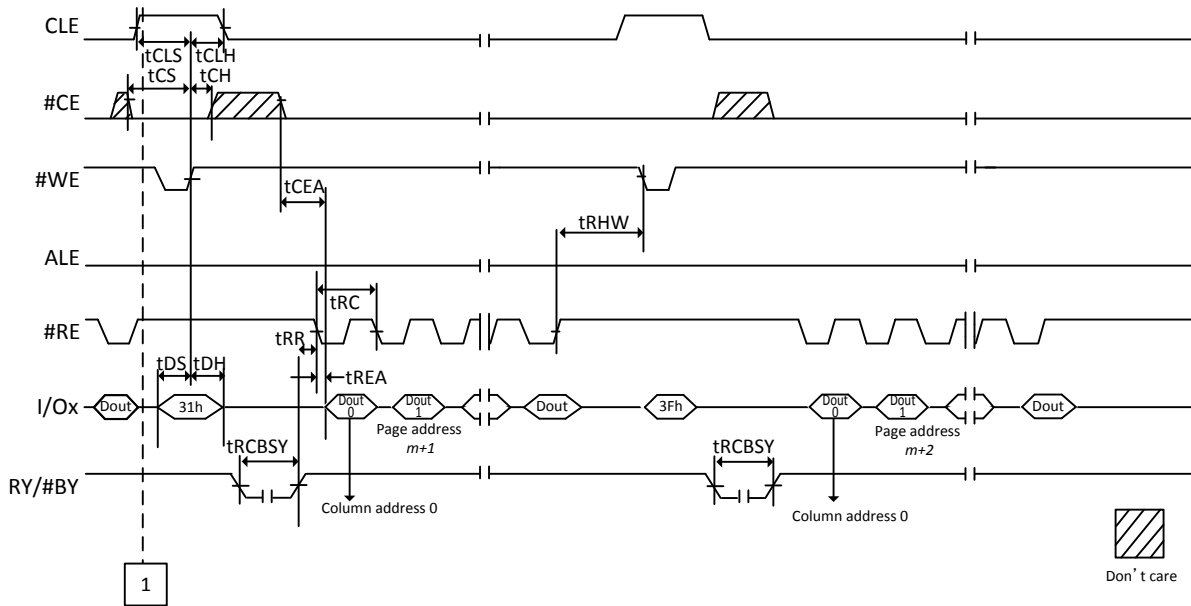 CLE
tCLS tCLH
tCS tCH
#CE
#WE
tCEA
tRHW
ALE
tRC
#RE
tRR
tDS tDH
tREA
I/Ox
Dout
31h
Dout
0
Dout
1
Dout
3Fh
Dout
0
Dout
1
Dout
Page address
m+1
Page address
m+2
tRCBSY
tRCBSY
RY/#BY
Column address 0
Column address 0
1
Don't care